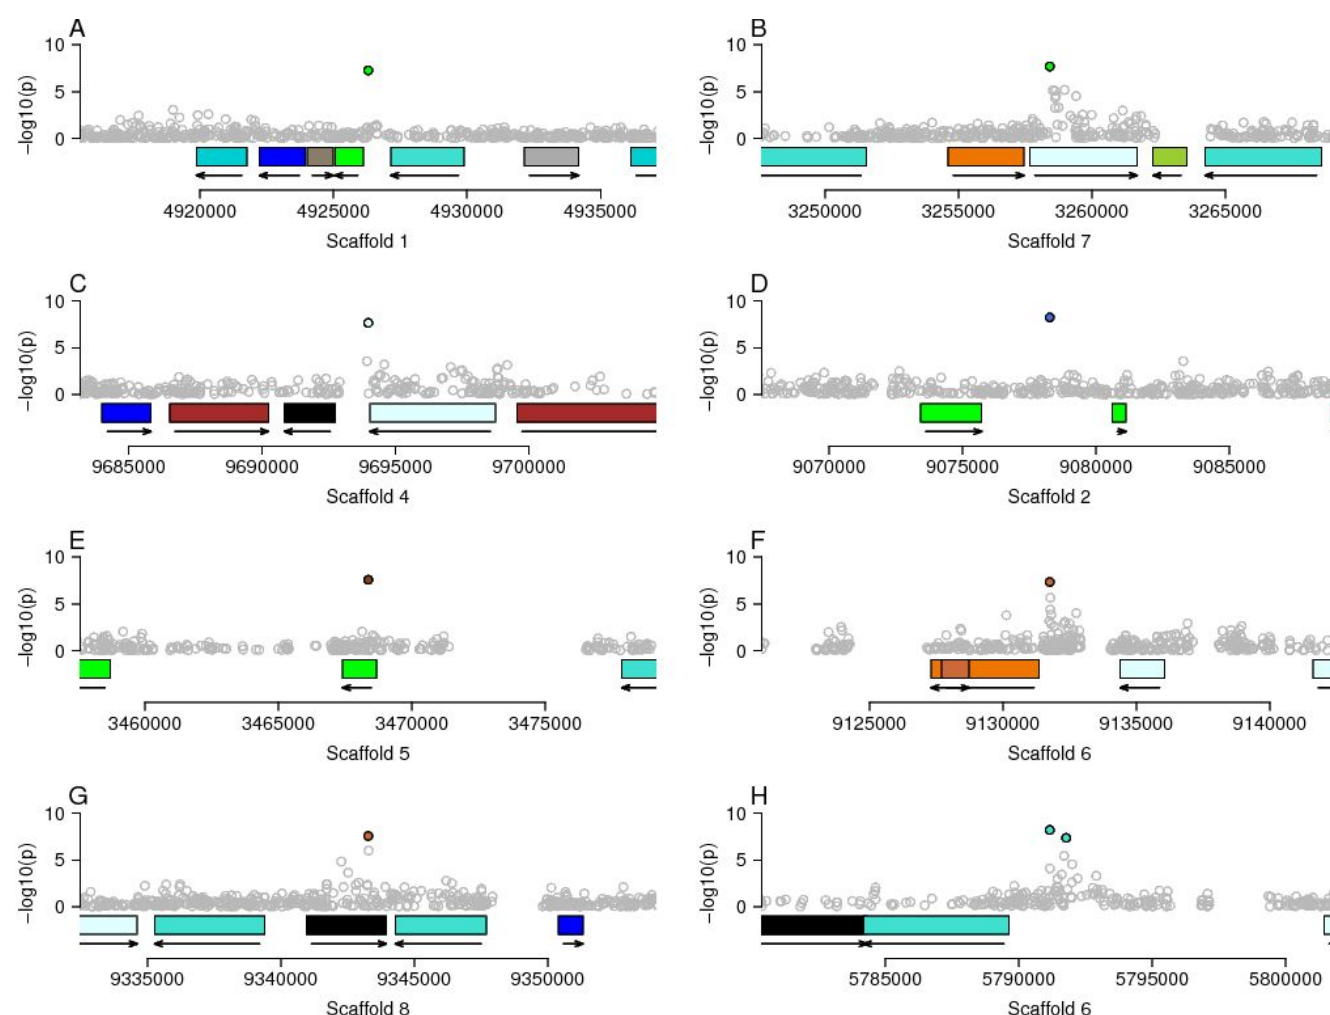 A
10
5
0
−log10(p)
4920000 4925000 4930000 4935000
Scaffold 1
B
10
5
0
−log10(p)
3250000 3255000 3260000 3265000
Scaffold 7
C
10
5
0
−log10(p)
9685000 9690000 9695000 9700000
Scaffold 4
D
10
5
0
−log10(p)
9070000 9075000 9080000 9085000
Scaffold 2
E
10
5
0
−log10(p)
3460000 3465000 3470000 3475000
Scaffold 5
F
10
5
0
−log10(p)
9125000 9130000 9135000 9140000
Scaffold 6
G
10
5
0
−log10(p)
9335000 9340000 9345000 9350000
Scaffold 8
H
10
5
0
−log10(p)
5785000 5790000 5795000 5800000
Scaffold 6